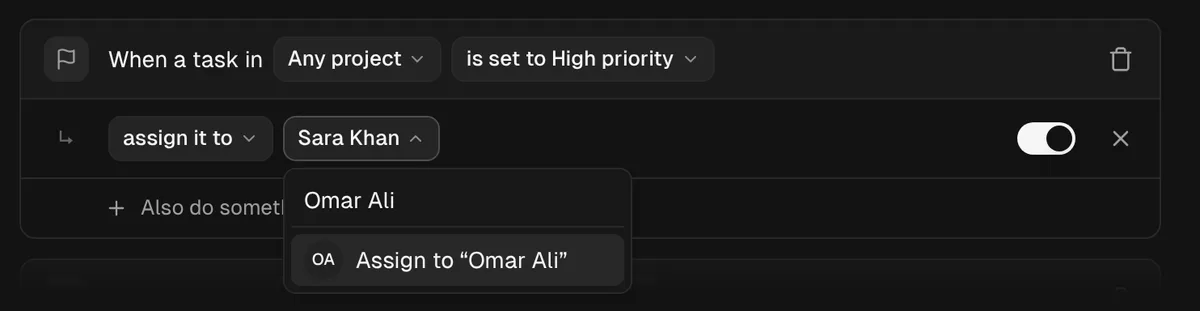 When a task in Any project is set to High priority
assign it to Sara Khan
Also do
Omar Ali
OA Assign to “Omar Ali”